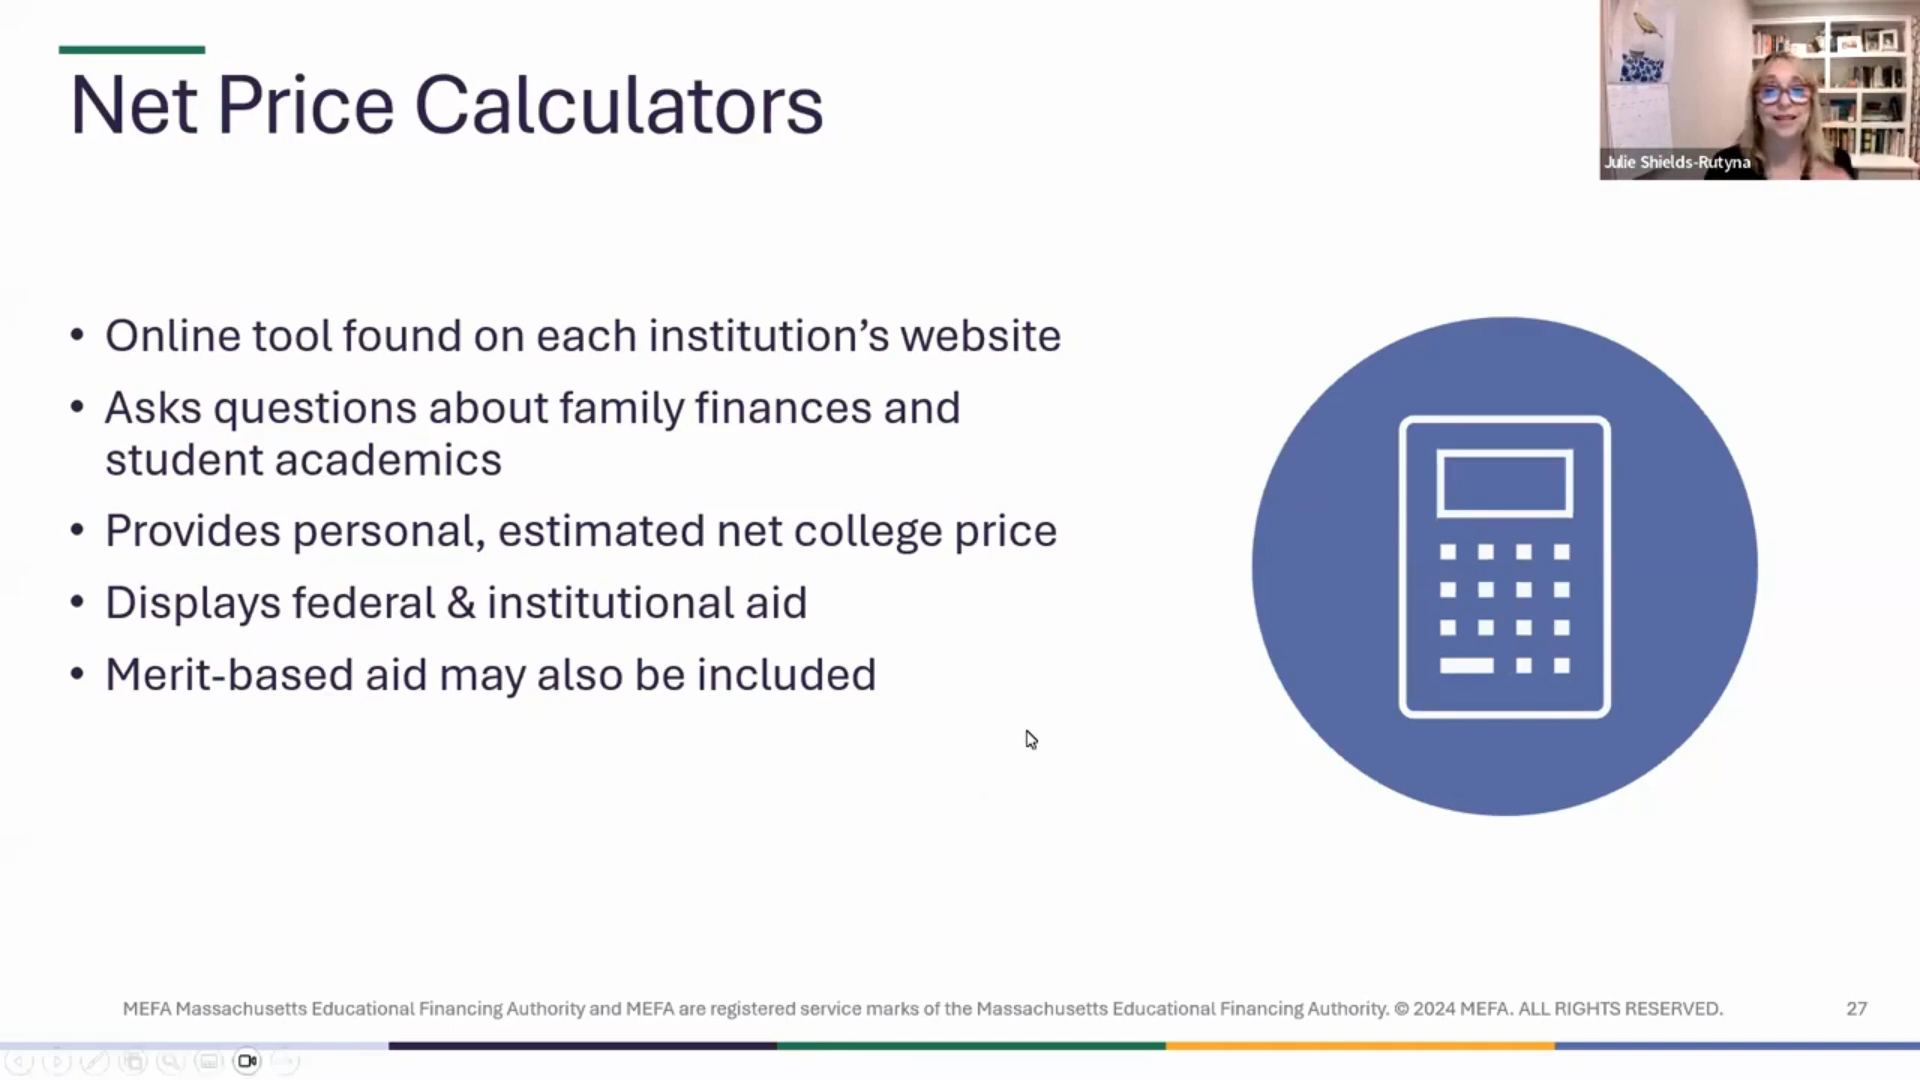 Net Price Calculators
Julie Shields-Rutyna
• Online tool found on each institution’s website
• Asks questions about family finances and
student academics
• Provides personal, estimated net college price
• Displays federal & institutional aid
• Merit-based aid may also be included
MEFA Massachusetts Educational Financing Authority and MEFA are registered service marks of the Massachusetts Educational Financing Authority. © 2024 MEFA. ALL RIGHTS RESERVED.
27